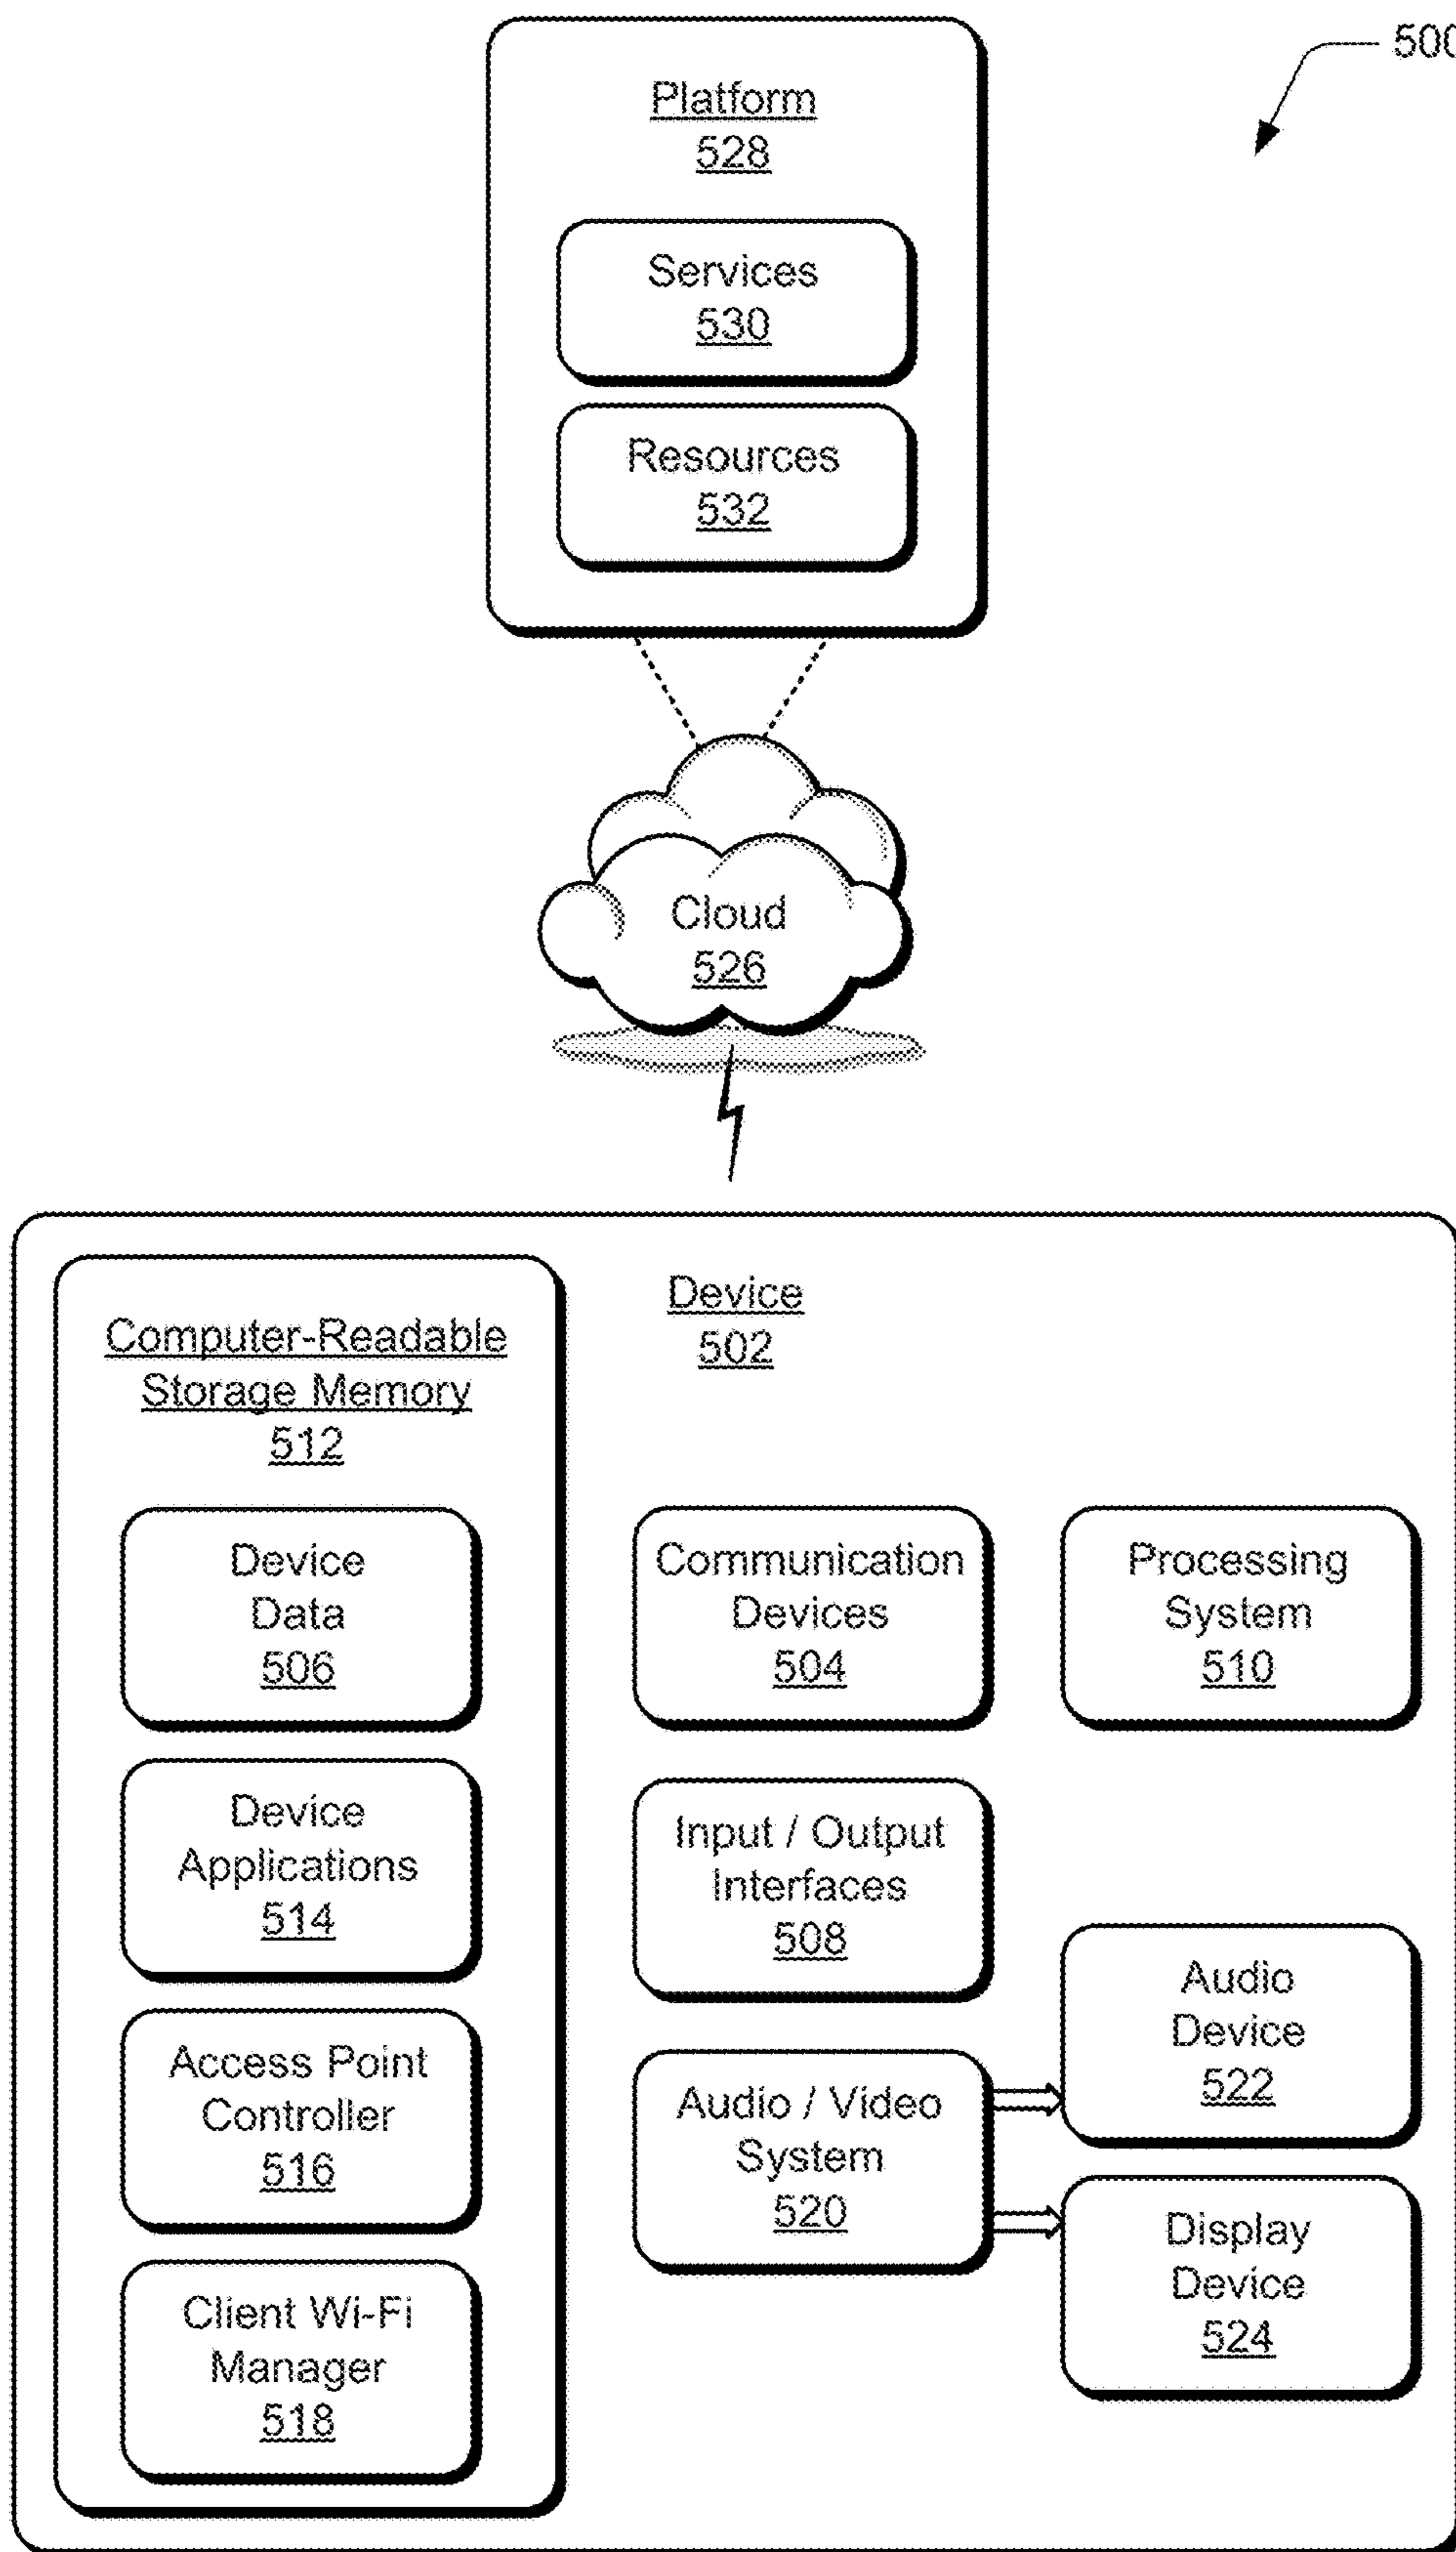 500
Platform
528
Services
530
Resources
532
Cloud
526
Device
502
Computer-Readable
Storage Memory
512
Device
Data
506
Device
Applications
514
Access Point
Controller
516
Client Wi-Fi
Manager
518
Communication
Devices
504
Processing
System
510
Input / Output
Interfaces
508
Audio / Video
System
520
Audio
Device
522
Display
Device
524